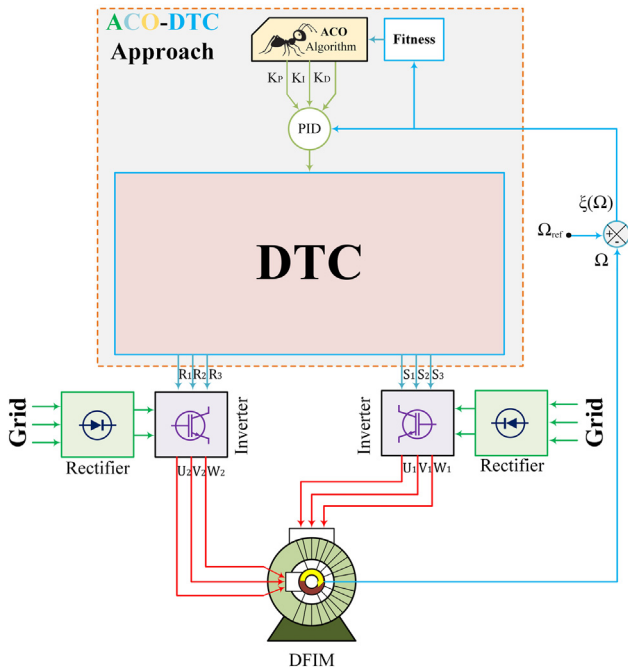 ACO-DTC
Approach
ACO
Algorithm
Fitness
KP KI KD
PID
ξ(Ω)
Ωref
+
-
Ω
DTC
R1 R2 R3
S1 S2 S3
Grid
Rectifier
Inverter
Inverter
Rectifier
Grid
U2 V2 W2
U1 V1 W1
DFIM